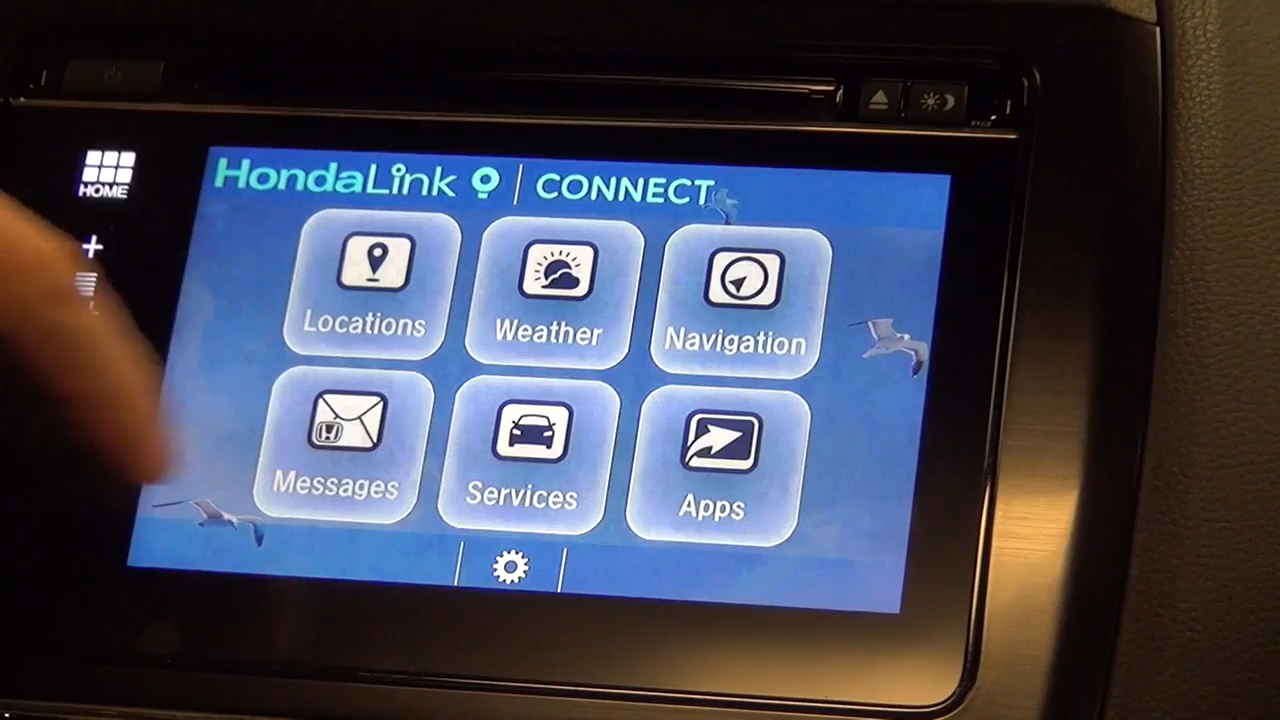 HOME
HondaLink | CONNECT
Locations
Weather
Navigation
Messages
Services
Apps